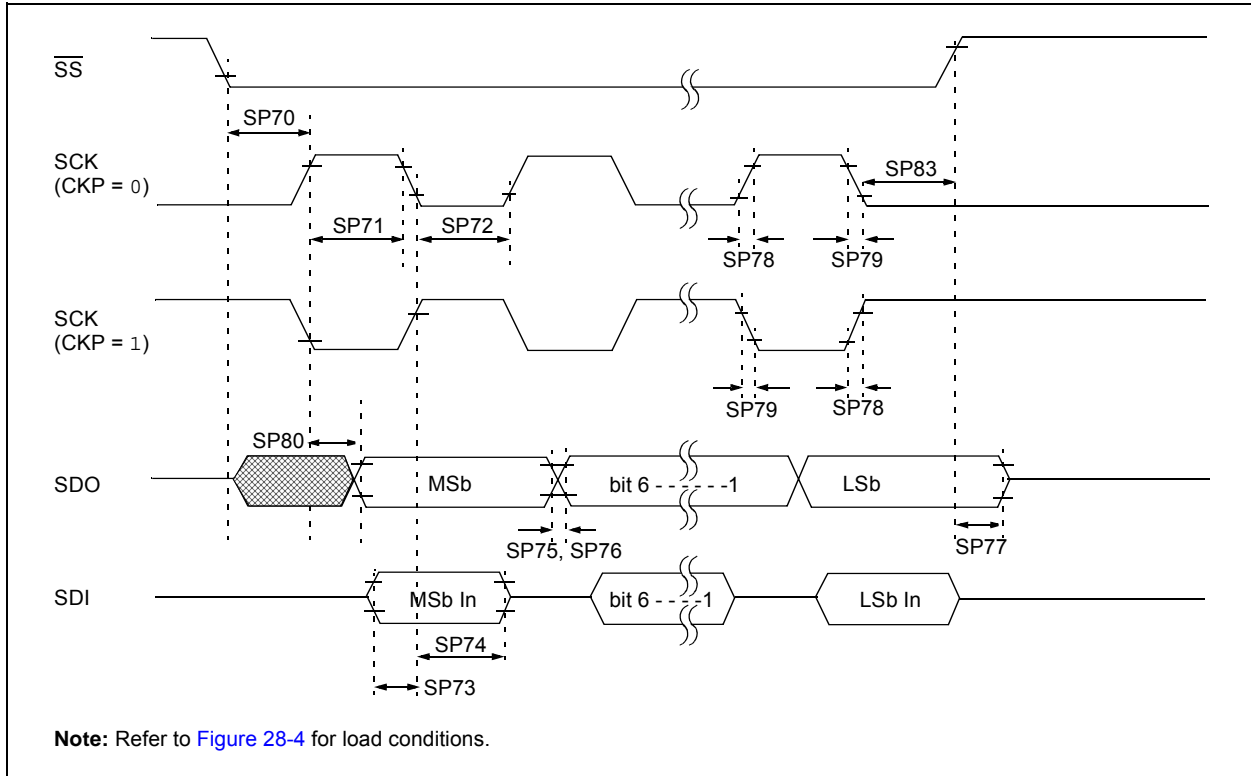 SS
SP70
SCK
(CKP = 0)
SP83
SP71
SP72
SP78
SP79
SCK
(CKP = 1)
SP79
SP78
SP80
SDO
MSb
bit 6 - - - - - -1
LSb
SP75, SP76
SP77
SDI
MSb In
bit 6 - - - -1
LSb In
SP74
SP73
Note: Refer to Figure 28-4 for load conditions.